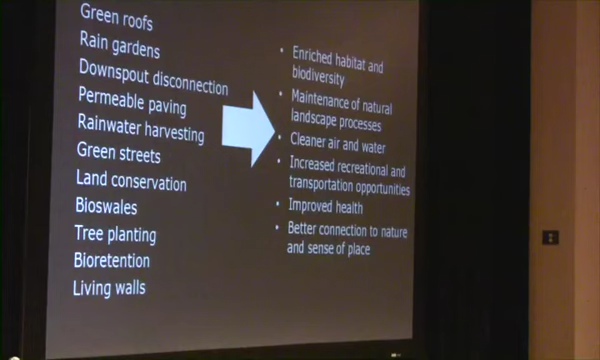 Green roofs
Rain gardens
Downspout disconnection
Permeable paving
Rainwater harvesting
Green streets
Land conservation
Bioswales
Tree planting
Bioretention
Living walls
• Enriched habitat and
biodiversity
• Maintenance of natural
landscape processes
• Cleaner air and water
• Increased recreational and
transportation opportunities
• Improved health
• Better connection to nature
and sense of place